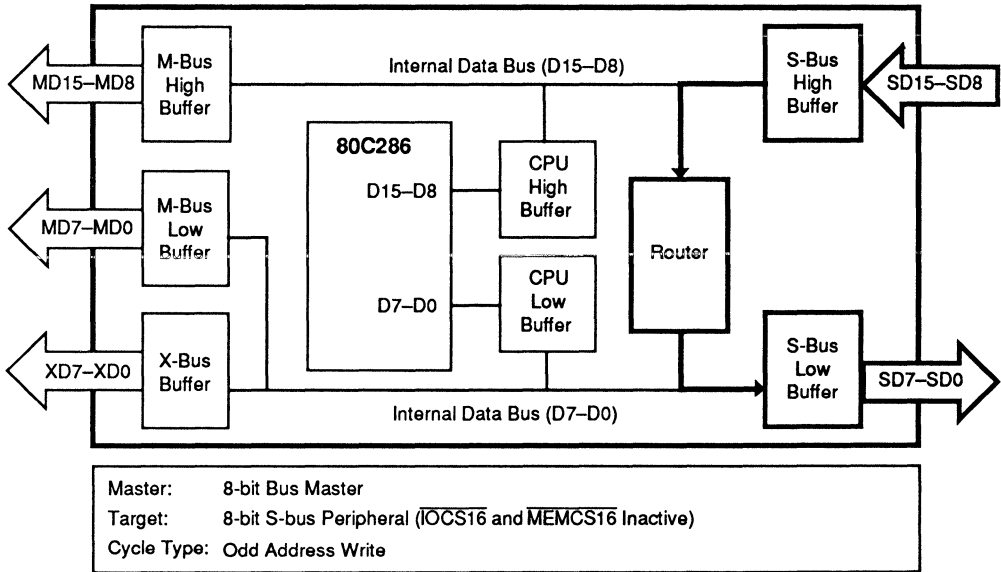 MD15–MD8
M-Bus
High
Buffer
Internal Data Bus (D15–D8)
S-Bus
High
Buffer
SD15–SD8
80C286
D15–D8
CPU
High
Buffer
MD7–MD0
M-Bus
Low
Buffer
Router
D7–D0
CPU
Low
Buffer
XD7–XD0
X-Bus
Buffer
S-Bus
Low
Buffer
SD7–SD0
Internal Data Bus (D7–D0)
Master: 8-bit Bus Master
Target: 8-bit S-bus Peripheral (IOCS16 and MEMCS16 Inactive)
Cycle Type: Odd Address Write